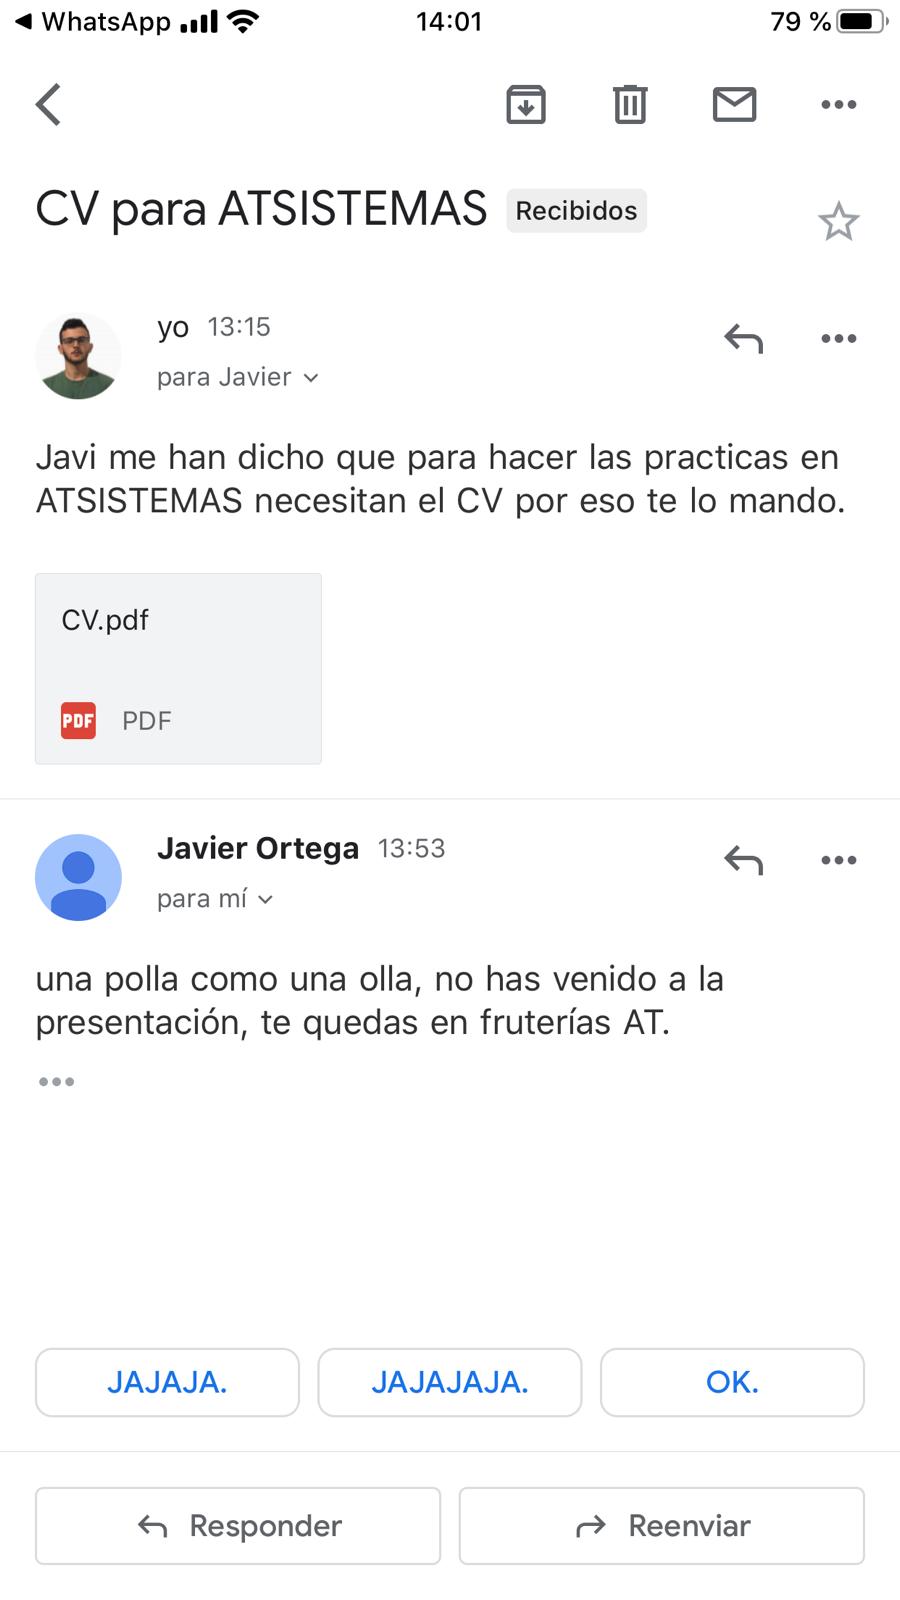 WhatsApp 14:01 79 %
CV para ATSISTEMAS Recibidos
yo 13:15
para Javier
Javi me han dicho que para hacer las practicas en
ATSISTEMAS necesitan el CV por eso te lo mando.
CV.pdf
PDF PDF
Javier Ortega 13:53
para mí
una polla como una olla, no has venido a la
presentación, te quedas en fruterías AT.
JAJAJA. JAJAJAJA. OK.
Responder Reenviar